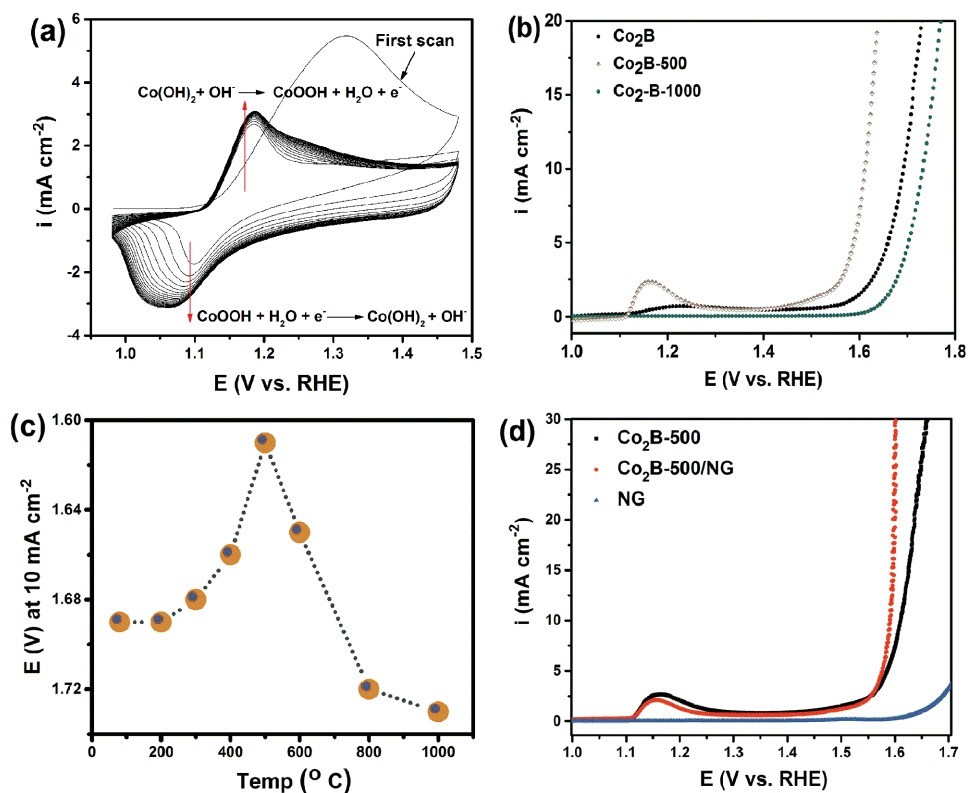 (a)
First scan
Co(OH)₂ + OH⁻ → CoOOH + H₂O + e⁻
CoOOH + H₂O + e⁻ → Co(OH)₂ + OH⁻
i (mA cm⁻²)
6
4
2
0
-2
-4
1.0 1.1 1.2 1.3 1.4 1.5
E (V vs. RHE)
(b)
Co₂B
Co₂B-500
Co₂-B-1000
i (mA cm⁻²)
20
15
10
5
0
1.0 1.2 1.4 1.6 1.8
E (V vs. RHE)
(c)
E (V) at 10 mA cm⁻²
1.60
1.64
1.68
1.72
0 200 400 600 800 1000
Temp (° C)
(d)
Co₂B-500
Co₂B-500/NG
NG
i (mA cm⁻²)
30
25
20
15
10
5
0
1.0 1.1 1.2 1.3 1.4 1.5 1.6 1.7
E (V vs. RHE)